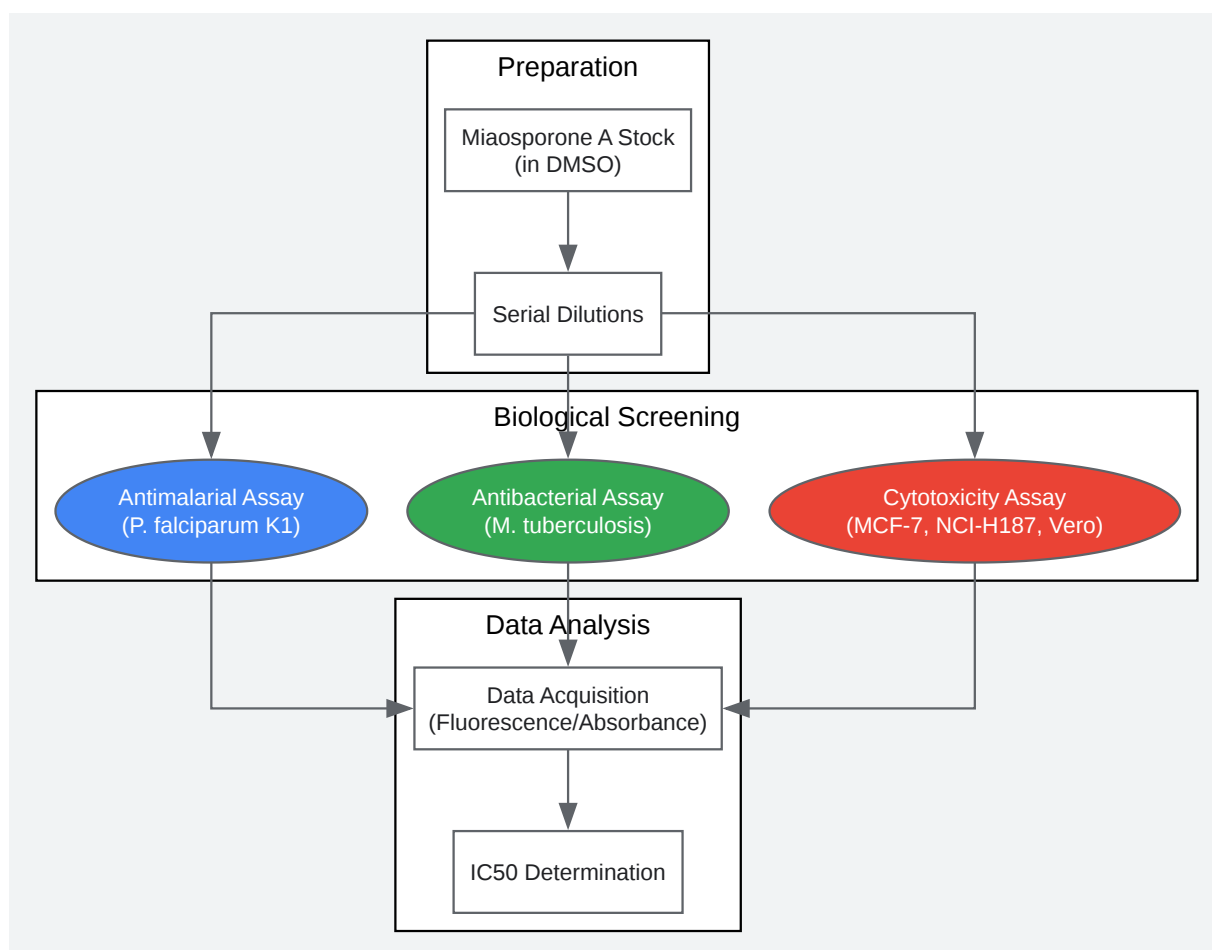 Preparation
Miaosporone A Stock
(in DMSO)
Serial Dilutions
Biological Screening
Antimalarial Assay
(P. falciparum K1)
Antibacterial Assay
(M. tuberculosis)
Cytotoxicity Assay
(MCF-7, NCI-H187, Vero)
Data Analysis
Data Acquisition
(Fluorescence/Absorbance)
IC50 Determination